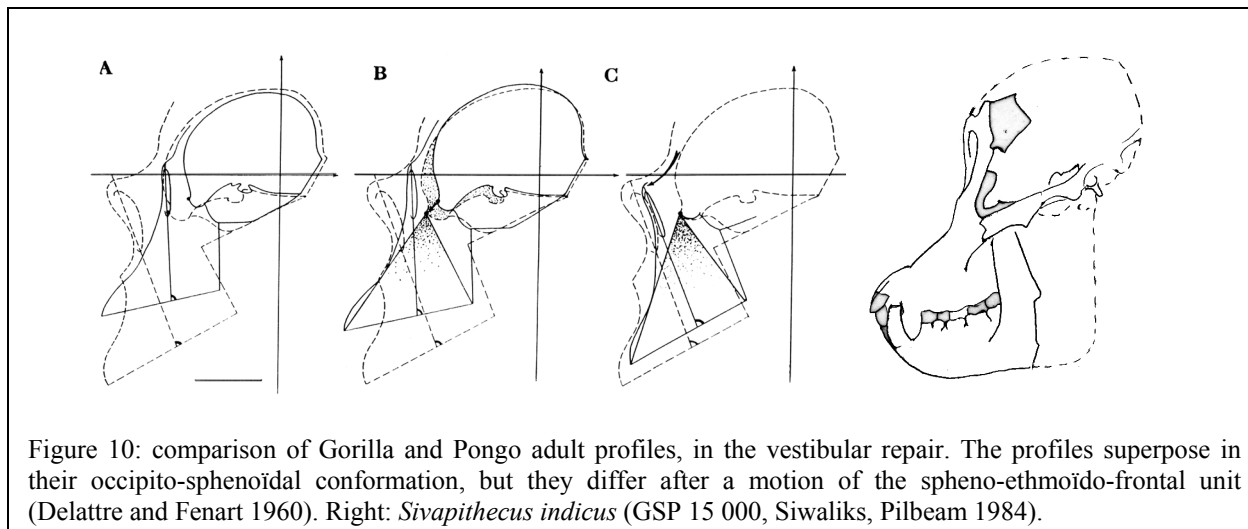 A
B
C
Figure 10: comparison of Gorilla and Pongo adult profiles, in the vestibular repair. The profiles superpose in
their occipito-sphenoïdal conformation, but they differ after a motion of the spheno-ethmoïdo-frontal unit
(Delattre and Fenart 1960). Right: Sivapithecus indicus (GSP 15 000, Siwaliks, Pilbeam 1984).